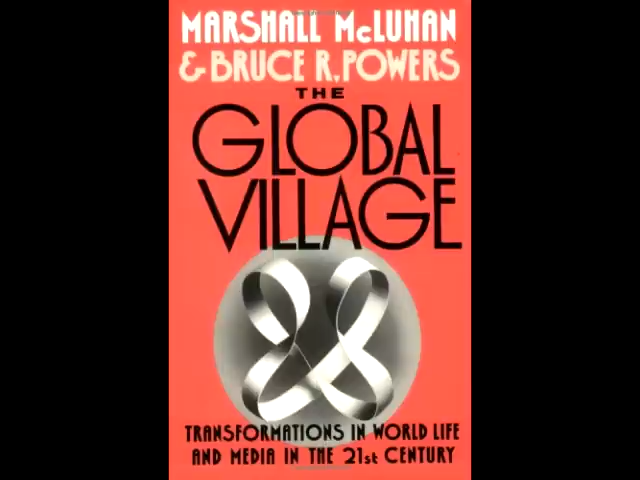 MARSHALL McLUHAN
& BRUCE R. POWERS
THE
GLOBAL
VILLAGE
TRANSFORMATIONS IN WORLD LIFE
AND MEDIA IN THE 21st CENTURY